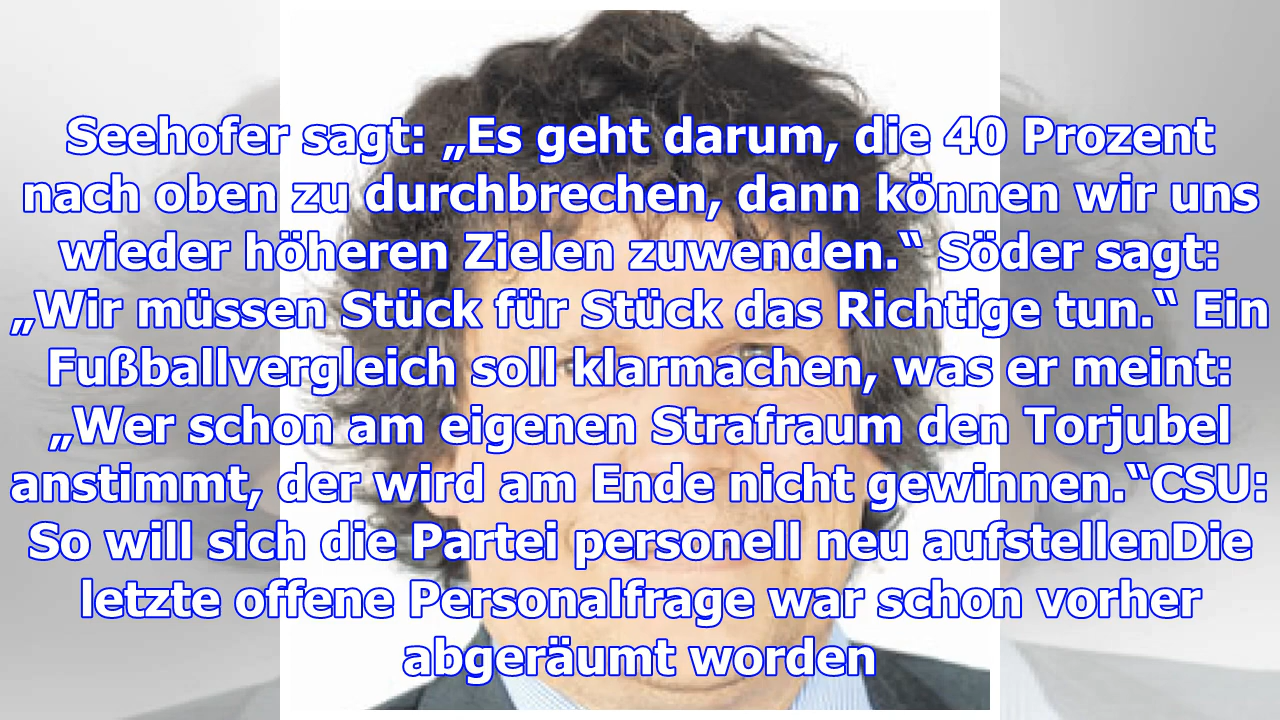 Seehofer sagt: „Es geht darum, die 40 Prozent
nach oben zu durchbrechen, dann können wir uns
wieder höheren Zielen zuwenden.“ Söder sagt:
„Wir müssen Stück für Stück das Richtige tun.“ Ein
Fußballvergleich soll klarmachen, was er meint:
„Wer schon am eigenen Strafraum den Torjubel
anstimmt, der wird am Ende nicht gewinnen.“CSU:
So will sich die Partei personell neu aufstellenDie
letzte offene Personalfrage war schon vorher
abgeräumt worden